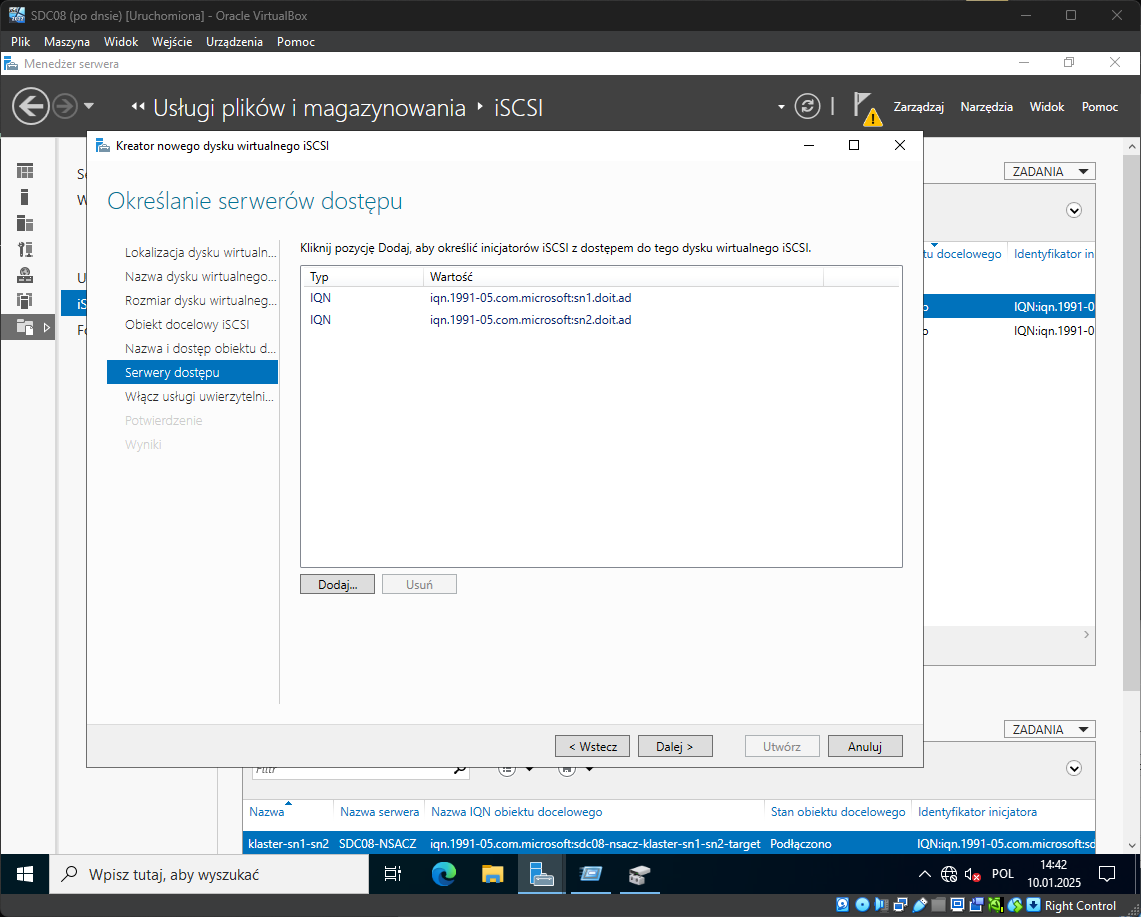 SDC08 (po dnsie) [Uruchomiona] - Oracle VirtualBox
Plik Maszyna Widok Wejście Urządzenia Pomoc
Menedżer serwera
Usługi plików i magazynowania iSCSI
Zarządzaj Narzędzia Widok Pomoc
Kreator nowego dysku wirtualnego iSCSI
ZADANIA
Określanie serwerów dostępu
Lokalizacja dysku wirtualn...
Nazwa dysku wirtualnego...
Rozmiar dysku wirtualneg...
Obiekt docelowy iSCSI
Nazwa i dostęp obiektu d...
Serwery dostępu
Włącz usługi uwierzytelni...
Potwierdzenie
Wyniki
Kliknij pozycję Dodaj, aby określić inicjatorów iSCSI z dostępem do tego dysku wirtualnego iSCSI.
Typ Wartość
IQN iqn.1991-05.com.microsoft:sn1.doit.ad
IQN iqn.1991-05.com.microsoft:sn2.doit.ad
Dodaj... Usuń
< Wstecz Dalej > Utwórz Anuluj
tu docelowego Identyfikator in
IQN:iqn.1991-0
IQN:iqn.1991-0
ZADANIA
Filtr
Nazwa Nazwa serwera Nazwa IQN obiektu docelowego Stan obiektu docelowego Identyfikator inicjatora
klaster-sn1-sn2 SDC08-NSACZ iqn.1991-05.com.microsoft:sdc08-nsacz-klaster-sn1-sn2-target Podłączono IQN:iqn.1991-05.com.microsoft:sd
Wpisz tutaj, aby wyszukać
POL
14:42
10.01.2025
Right Control